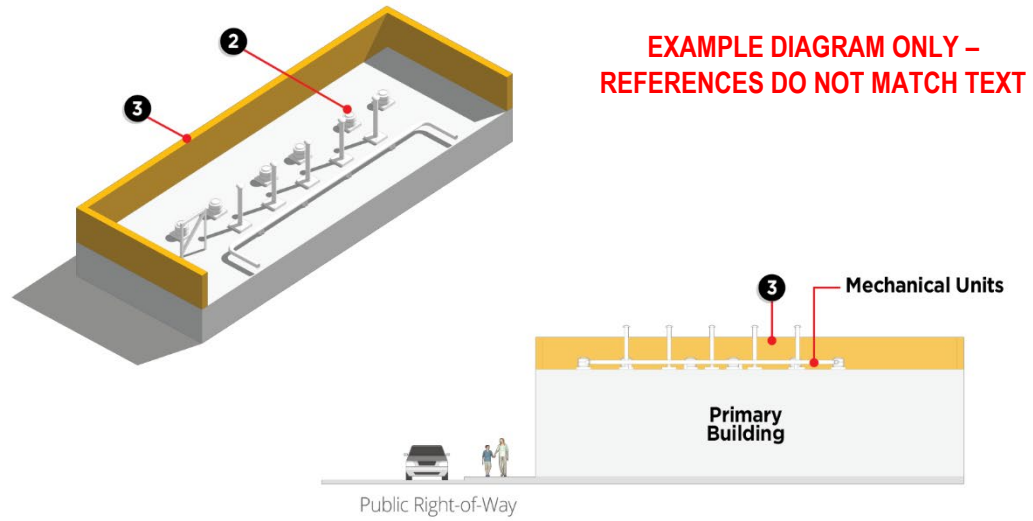 2
3
EXAMPLE DIAGRAM ONLY –
REFERENCES DO NOT MATCH TEXT
3
Mechanical Units
Primary
Building
Public Right-of-Way